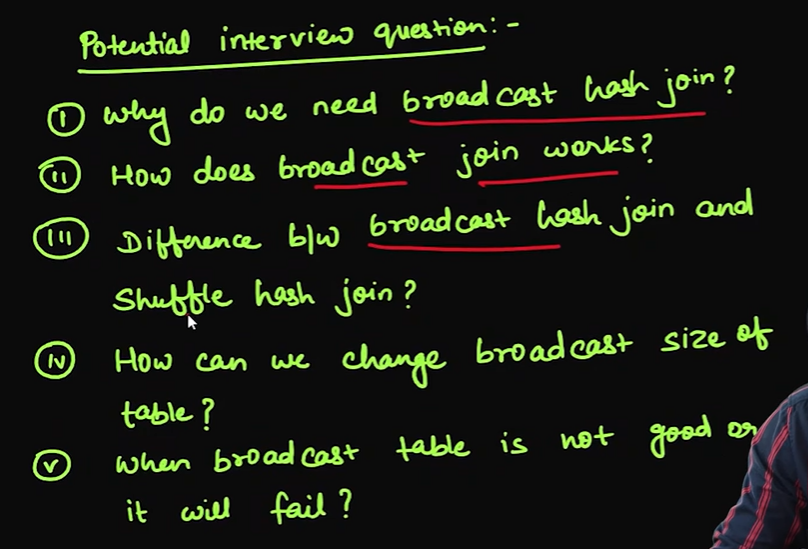 Potential interview question:-
(I) Why do we need broadcast hash join?
(II) How does broadcast join works?
(III) Difference b/w broadcast hash join and
Shuffle hash join?
(IV) How can we change broadcast size of
table?
(V) When broadcast table is not good or
it will fail?